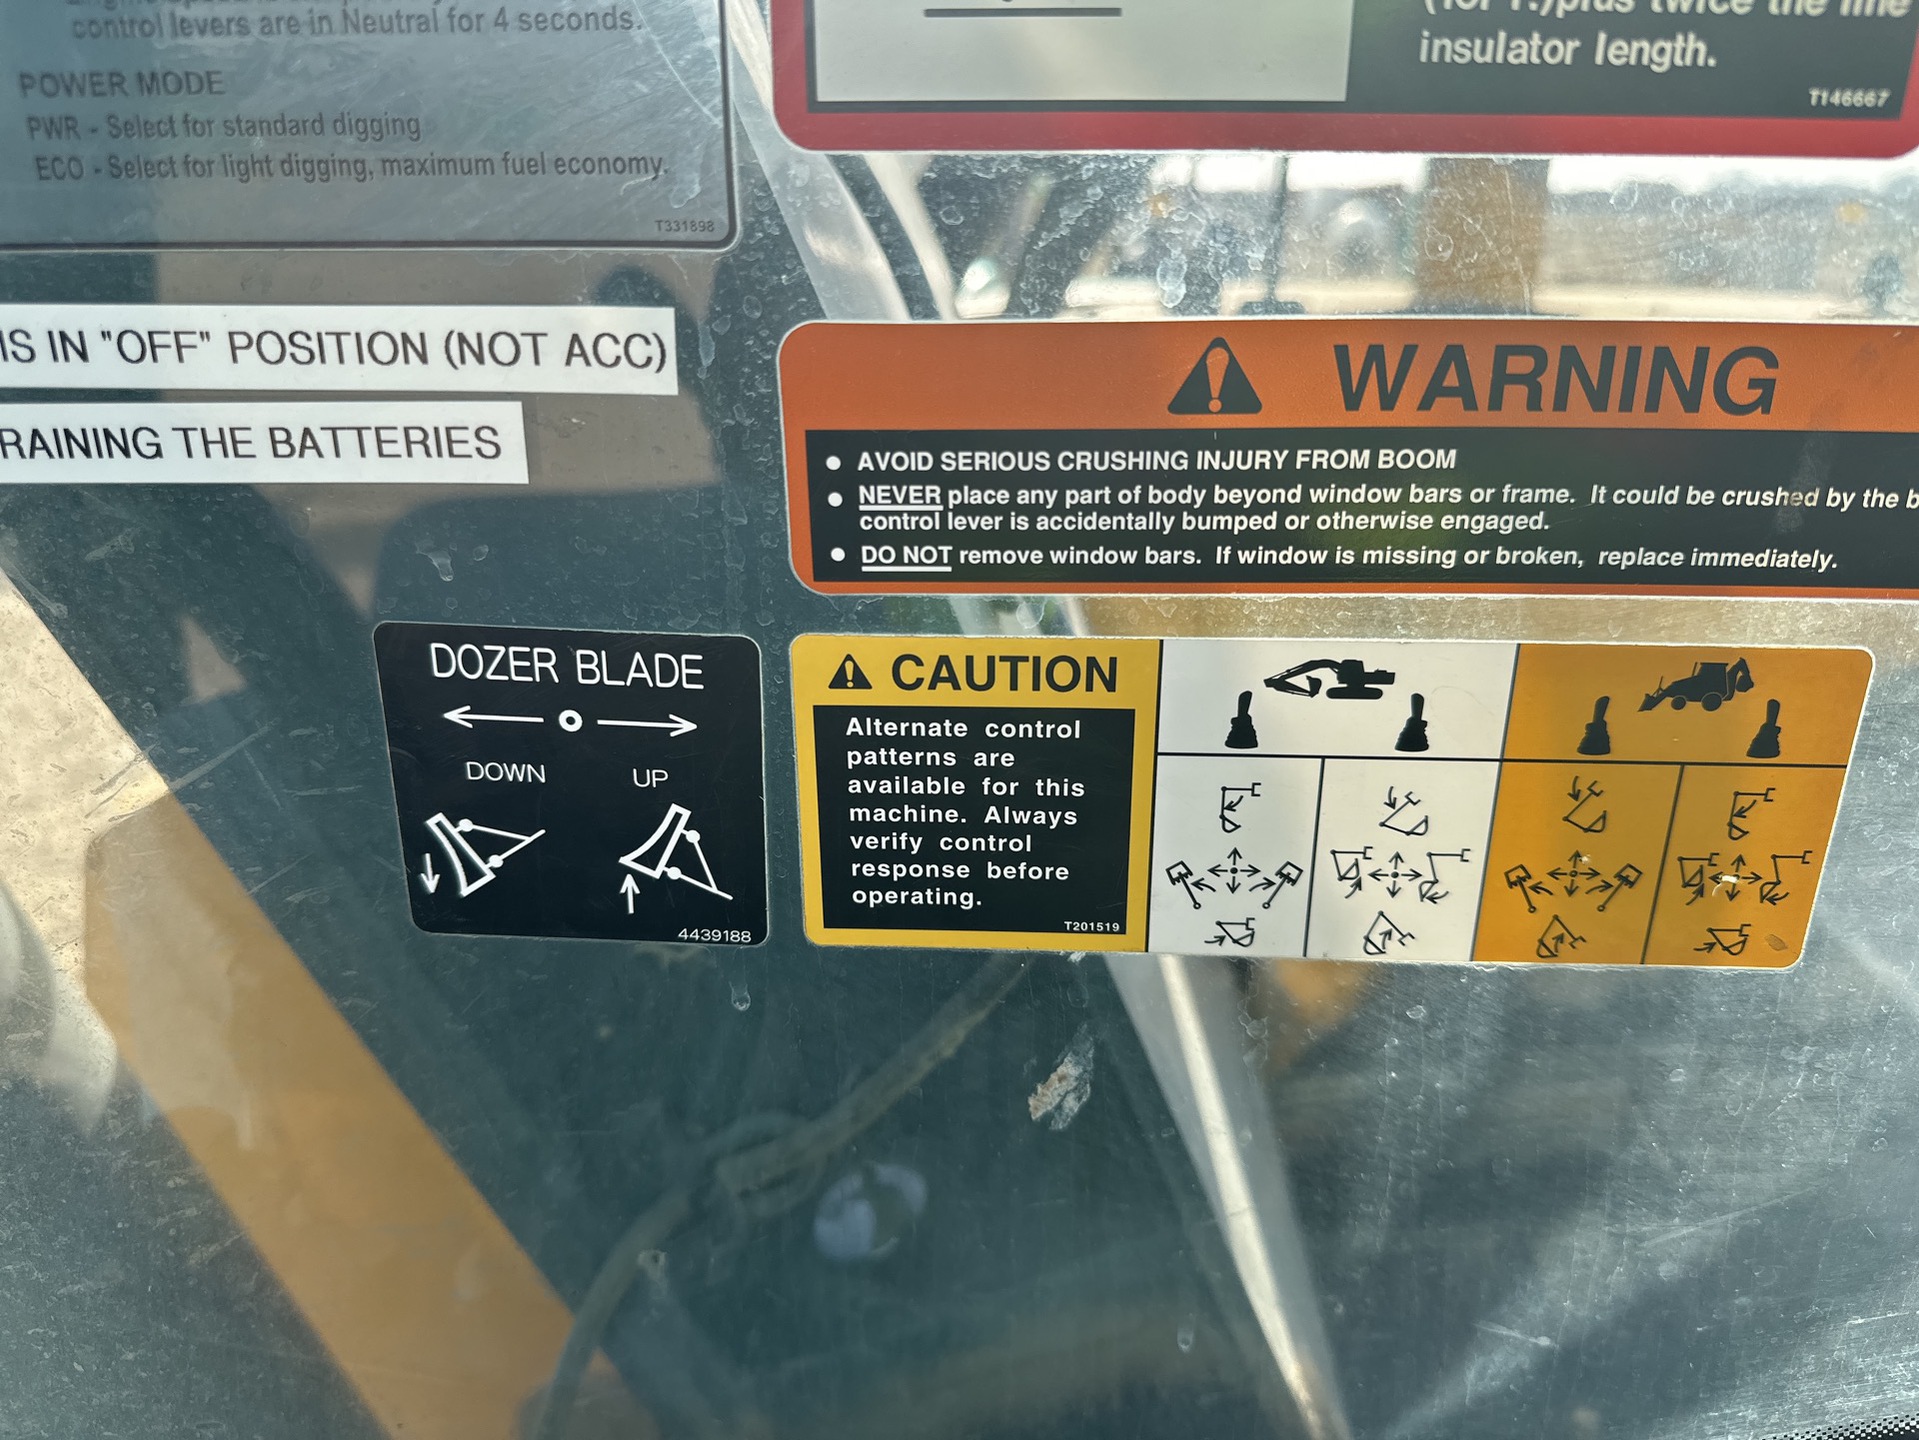 control levers are in Neutral for 4 seconds.
POWER MODE
PWR - Select for standard digging
ECO - Select for light digging, maximum fuel economy.
T331898
twice the line
insulator length.
T146667
IS IN "OFF" POSITION (NOT ACC)
RAINING THE BATTERIES
WARNING
• AVOID SERIOUS CRUSHING INJURY FROM BOOM
• NEVER place any part of body beyond window bars or frame. It could be crushed by the b
control lever is accidentally bumped or otherwise engaged.
• DO NOT remove window bars. If window is missing or broken, replace immediately.
DOZER BLADE
DOWN UP
4439188
CAUTION
Alternate control
patterns are
available for this
machine. Always
verify control
response before
operating.
T201519